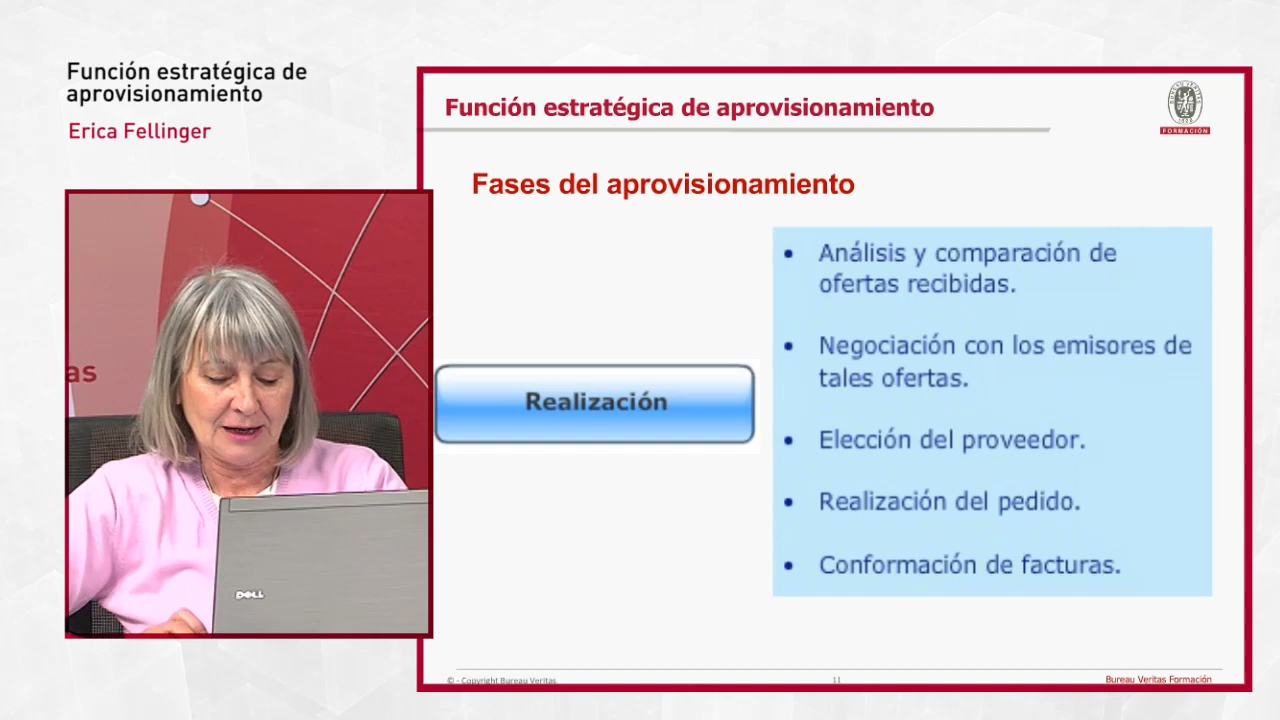 Función estratégica de
aprovisionamiento
Erica Fellinger
Función estratégica de aprovisionamiento
FORMACIÓN
Fases del aprovisionamiento
as
Realización
• Análisis y comparación de
ofertas recibidas.
• Negociación con los emisores de
tales ofertas.
• Elección del proveedor.
• Realización del pedido.
• Conformación de facturas.
DELL
© - Copyright Bureau Veritas
11
Bureau Veritas Formación